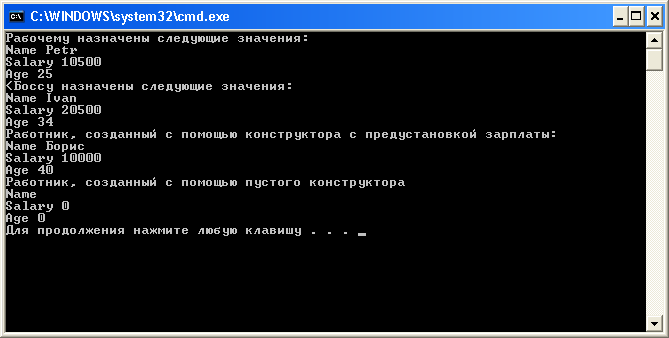 C:\WINDOWS\system32\cmd.exe
Рабочему назначены следующие значения:
Name Petr
Salary 10500
Age 25
<Боссу назначены следующие значения:
Name Ivan
Salary 20500
Age 34
Работник, созданный с помощью конструктора с предустановкой зарплаты:
Name Борис
Salary 10000
Age 40
Работник, созданный с помощью пустого конструктора
Name
Salary 0
Age 0
Для продолжения нажмите любую клавишу . . . _